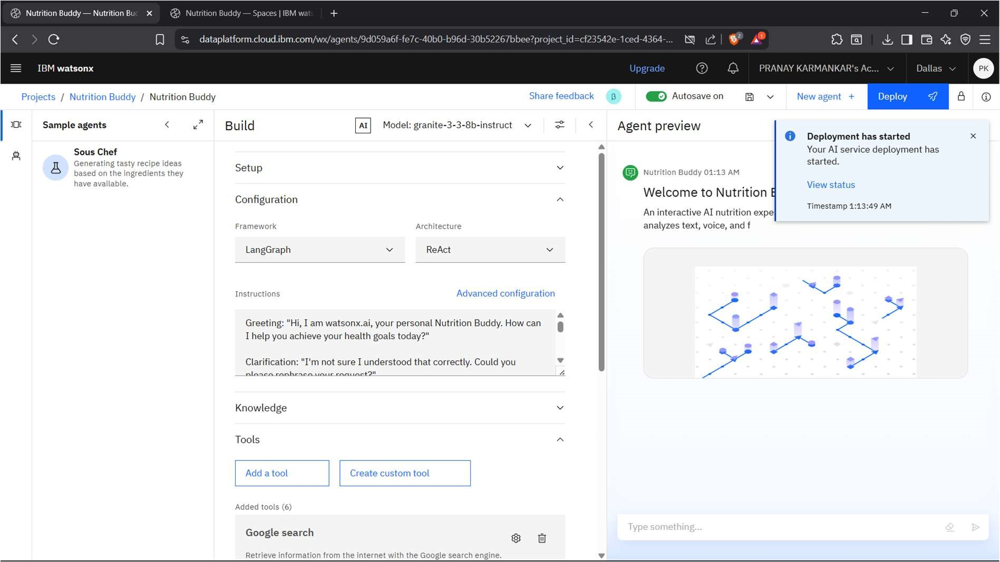 Nutrition Buddy — Nutrition Bud
Nutrition Buddy — Spaces | IBM wats
dataplatform.cloud.ibm.com/wx/agents/9d059a6f-fe7c-40b0-b96d-30b52267bbee?project_id=cf23542e-1ced-4364-...
2
1
IBM watsonx
Upgrade
PRANAY KARMANKAR's Ac...
Dallas
PK
Projects / Nutrition Buddy / Nutrition Buddy
Share feedback
β
Autosave on
New agent +
Deploy
Sample agents
Sous Chef
Generating tasty recipe ideas
based on the ingredients they
have available.
Build
AI
Model: granite-3-3-8b-instruct
Setup
Configuration
Framework
Architecture
LangGraph
ReAct
Instructions
Advanced configuration
Greeting: "Hi, I am watsonx.ai, your personal Nutrition Buddy. How can
I help you achieve your health goals today?"
Clarification: "I'm not sure I understood that correctly. Could you
please rephrase your request?"
Knowledge
Tools
Add a tool
Create custom tool
Added tools (6)
Google search
Retrieve information from the internet with the Google search engine.
Agent preview
Nutrition Buddy 01:13 AM
Welcome to Nutrition B
An interactive AI nutrition expe
analyzes text, voice, and f
Deployment has started
Your AI service deployment has
started.
View status
Timestamp 1:13:49 AM
Type something...